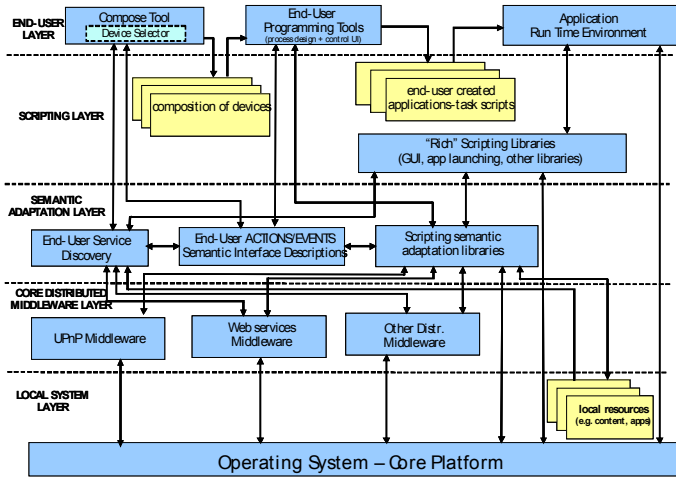 END-USER
LAYER
Compose Tool
Device Selector
End-User
Programming Tools
(process design + control UI)
Application
Run Time Environment
SCRIPTING LAYER
composition of devices
end-user created
applications-task scripts
“Rich” Scripting Libraries
(GUI, app launching, other libraries)
SEMANTIC
ADAPTATION LAYER
End-User Service
Discovery
End-User ACTIONS/EVENTS
Semantic Interface Descriptions
Scripting semantic
adaptation libraries
CORE DISTRIBUTED
MIDDLEWARE LAYER
UPnP Middleware
Web services
Middleware
Other Distr.
Middleware
LOCAL SYSTEM
LAYER
local resources
(e.g. content, apps)
Operating System – Core Platform